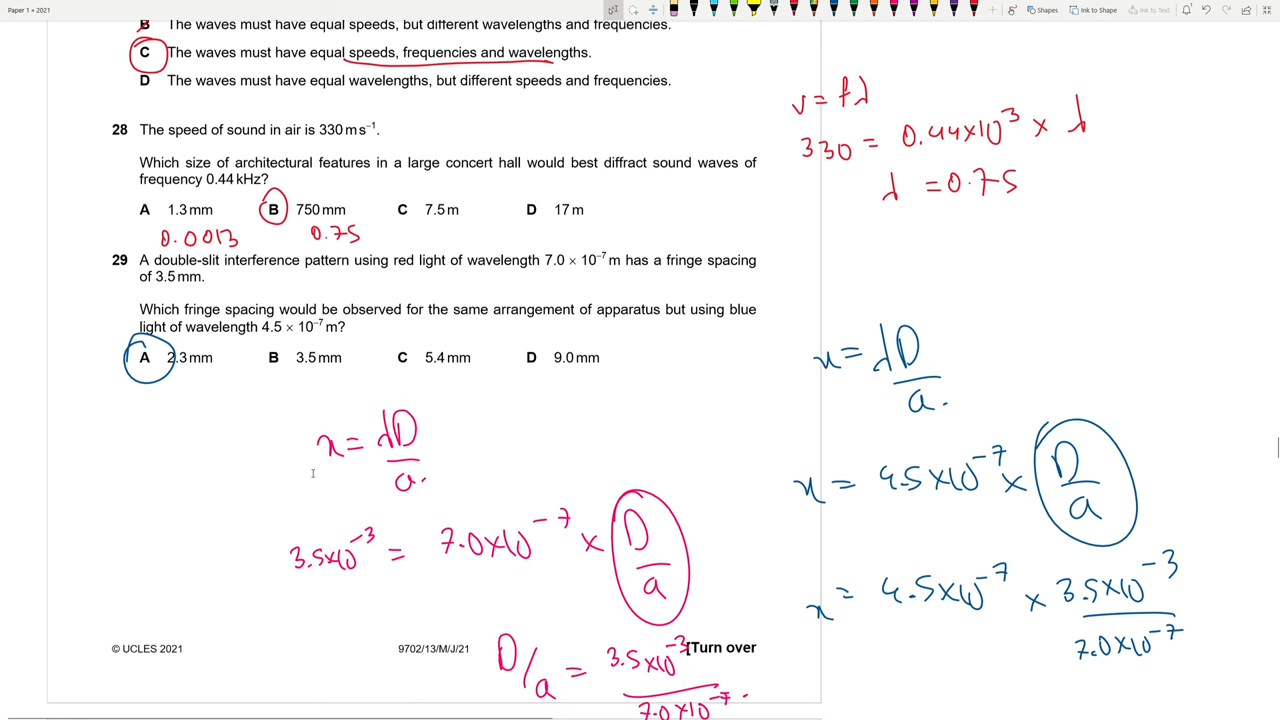 Paper 1 • 2021
Shapes
Ink to Shape
Ink to Text
B The waves must have equal speeds, but different wavelengths and frequencies.
C The waves must have equal speeds, frequencies and wavelengths.
D The waves must have equal wavelengths, but different speeds and frequencies.
v = fλ
330 = 0.44×10³ × λ
λ = 0.75
28 The speed of sound in air is 330 m s⁻¹.
Which size of architectural features in a large concert hall would best diffract sound waves of
frequency 0.44 kHz?
A 1.3 mm B 750 mm C 7.5 m D 17 m
0.0013 0.75
29 A double-slit interference pattern using red light of wavelength 7.0 × 10⁻⁷ m has a fringe spacing
of 3.5 mm.
Which fringe spacing would be observed for the same arrangement of apparatus but using blue
light of wavelength 4.5 × 10⁻⁷ m?
A 2.3 mm B 3.5 mm C 5.4 mm D 9.0 mm
x = λD
a.
3.5×10⁻³ = 7.0×10⁻⁷ × D
a
D/a = 3.5×10⁻³
7.0×10⁻⁷.
x = λD
a.
x = 4.5×10⁻⁷ × D
a
x = 4.5×10⁻⁷ × 3.5×10⁻³
7.0×10⁻⁷
© UCLES 2021 9702/13/M/J/21 [Turn over